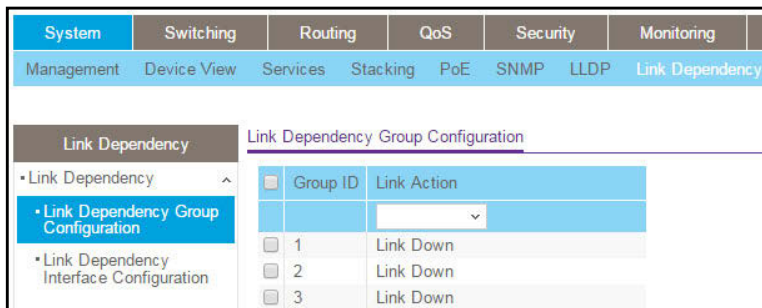 System Switching Routing QoS Security Monitoring
Management Device View Services Stacking PoE SNMP LLDP Link Dependency
Link Dependency
Link Dependency
Link Dependency Group
Configuration
Link Dependency
Interface Configuration
Link Dependency Group Configuration
Group ID Link Action
1 Link Down
2 Link Down
3 Link Down